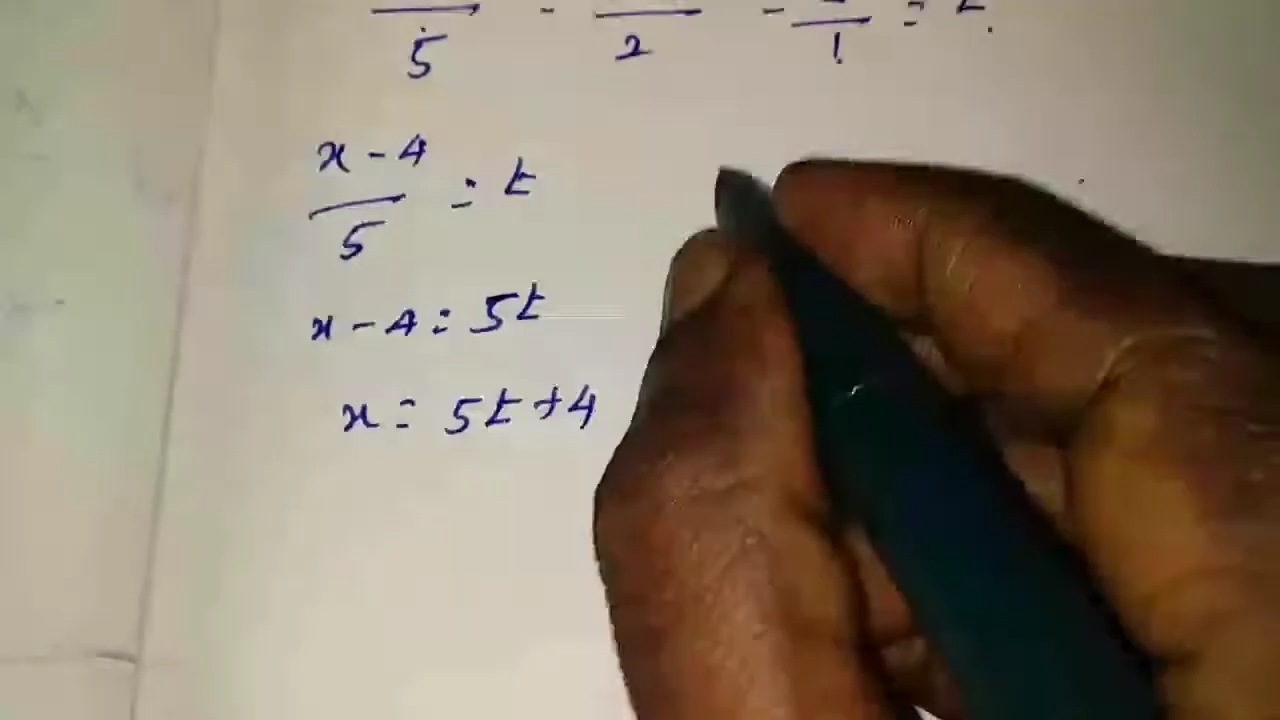 5 - 2 - 1 =
x - 4 / 5 = t
x - 4 = 5t
x = 5t + 4